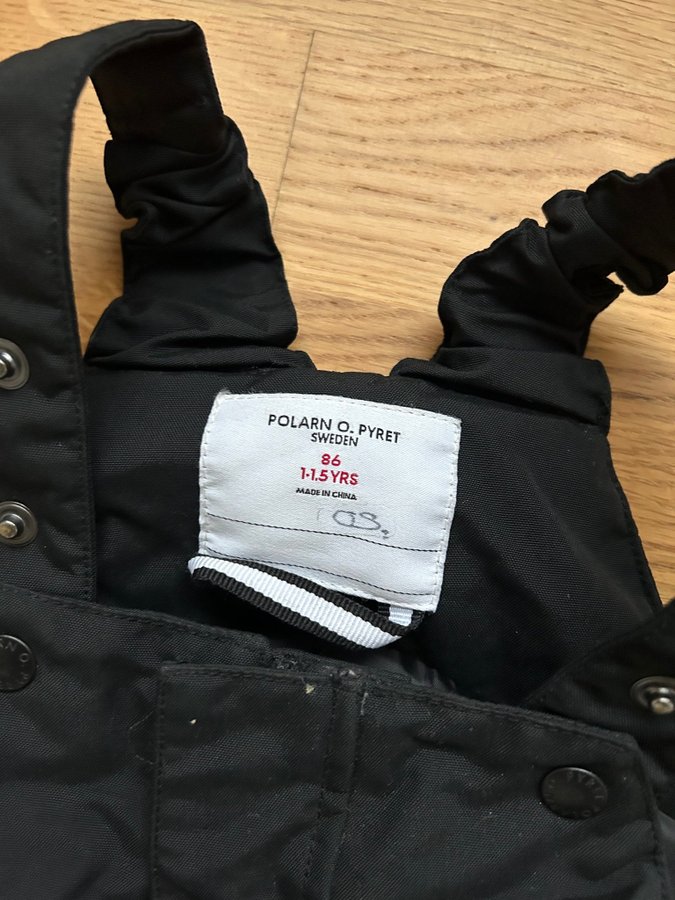 POLARN O. PYRET
SWEDEN
86
1-1.5 YRS
MADE IN CHINA